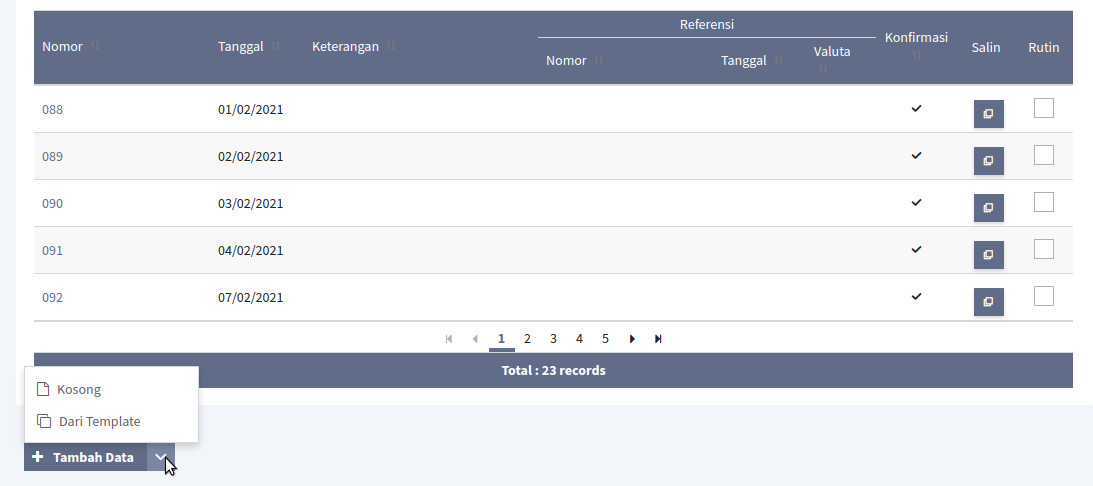 Referensi
Nomor Tanggal Keterangan Nomor Tanggal Valuta Konfirmasi Salin Rutin
088 01/02/2021
089 02/02/2021
090 03/02/2021
091 04/02/2021
092 07/02/2021
1 2 3 4 5
Total : 23 records
Kosong
Dari Template
Tambah Data